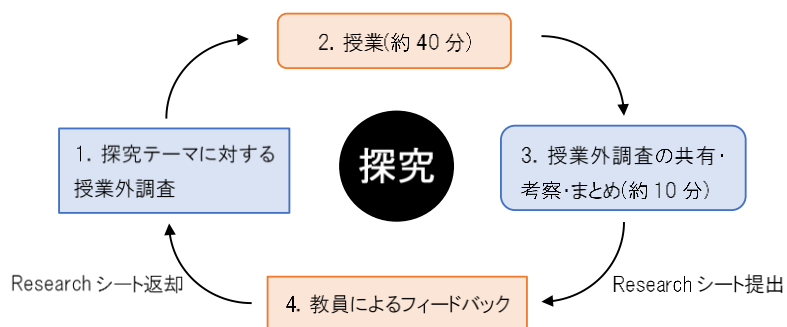 2. 授業(約 40 分)
1. 探究テーマに対する
授業外調査
探究
3. 授業外調査の共有・
考察・まとめ(約 10 分)
Research シート返却
Research シート提出
4. 教員によるフィードバック